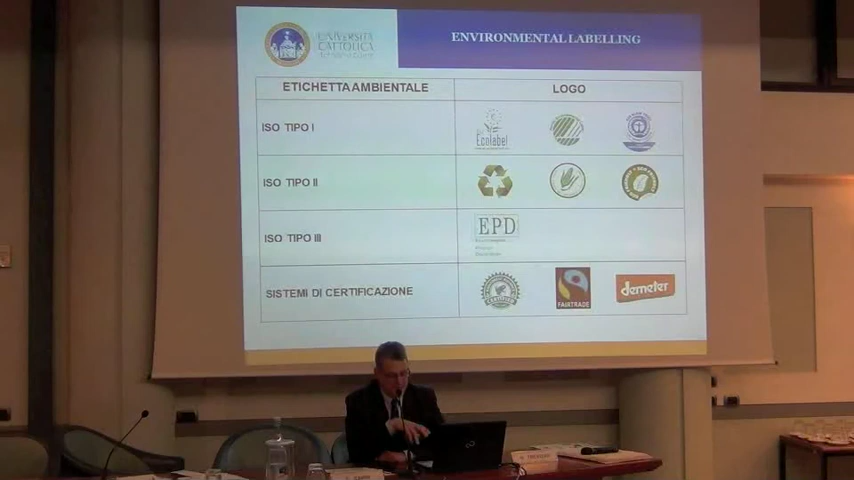 UNIVERSITÀ
CATTOLICA
ENVIRONMENTAL LABELLING
ETICHETTA AMBIENTALE
LOGO
ISO TIPO I
Ecolabel
ISO TIPO II
ISO TIPO III
EPD
SISTEMI DI CERTIFICAZIONE
FAIRTRADE
demeter